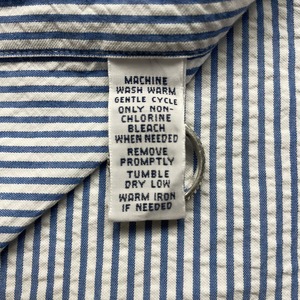 MACHINE
WASH WARM
GENTLE CYCLE
ONLY NON-
CHLORINE
BLEACH
WHEN NEEDED
REMOVE
PROMPTLY
TUMBLE
DRY LOW
WARM IRON
IF NEEDED